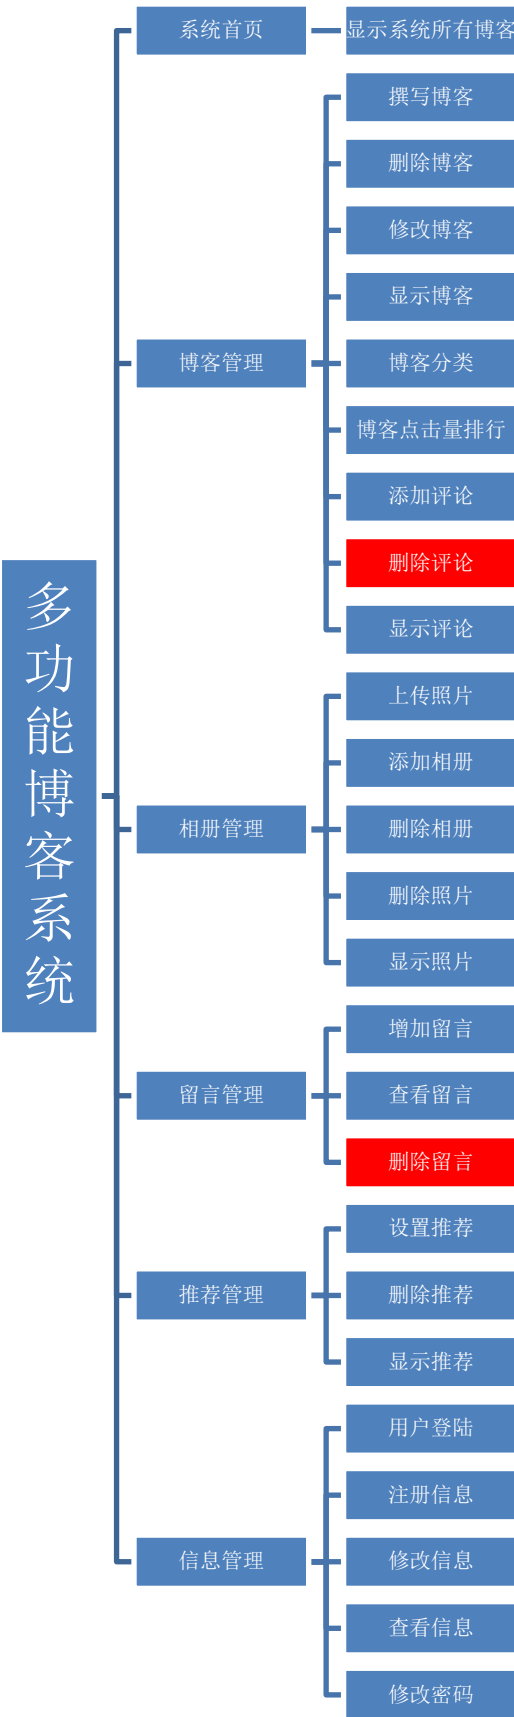 多功能博客系统
系统首页
显示系统所有博客
博客管理
撰写博客
删除博客
修改博客
显示博客
博客分类
博客点击量排行
添加评论
删除评论
显示评论
相册管理
上传照片
添加相册
删除相册
删除照片
显示照片
留言管理
增加留言
查看留言
删除留言
推荐管理
设置推荐
删除推荐
显示推荐
信息管理
用户登陆
注册信息
修改信息
查看信息
修改密码